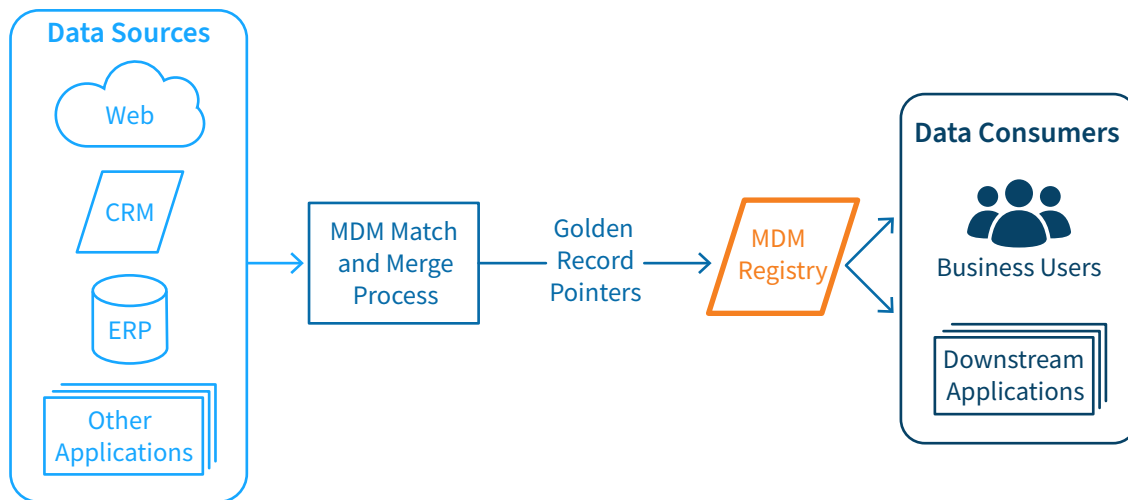 Data Sources
Web
CRM
ERP
Other
Applications
MDM Match
and Merge
Process
Golden
Record
Pointers
MDM
Registry
Data Consumers
Business Users
Downstream
Applications